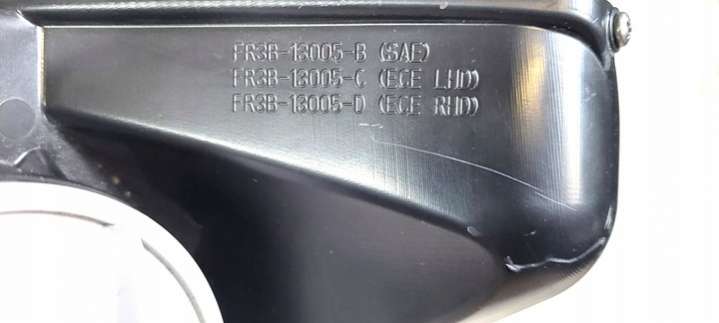 FR3B-13005-B (SAE)
FR3B-13005-C (ECE LHD)
FR3B-13005-D (ECE RHD)